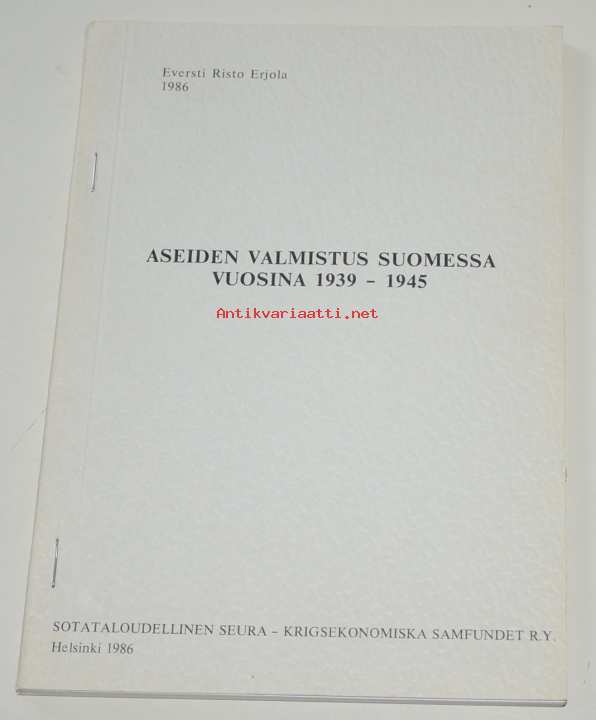 Eversti Risto Erjola
1986
ASEIDEN VALMISTUS SUOMESSA
VUOSINA 1939 – 1945
Antikvariaatti.net
SOTATALOUDELLINEN SEURA – KRIGSEKONOMISKA SAMFUNDET R.Y.
Helsinki 1986